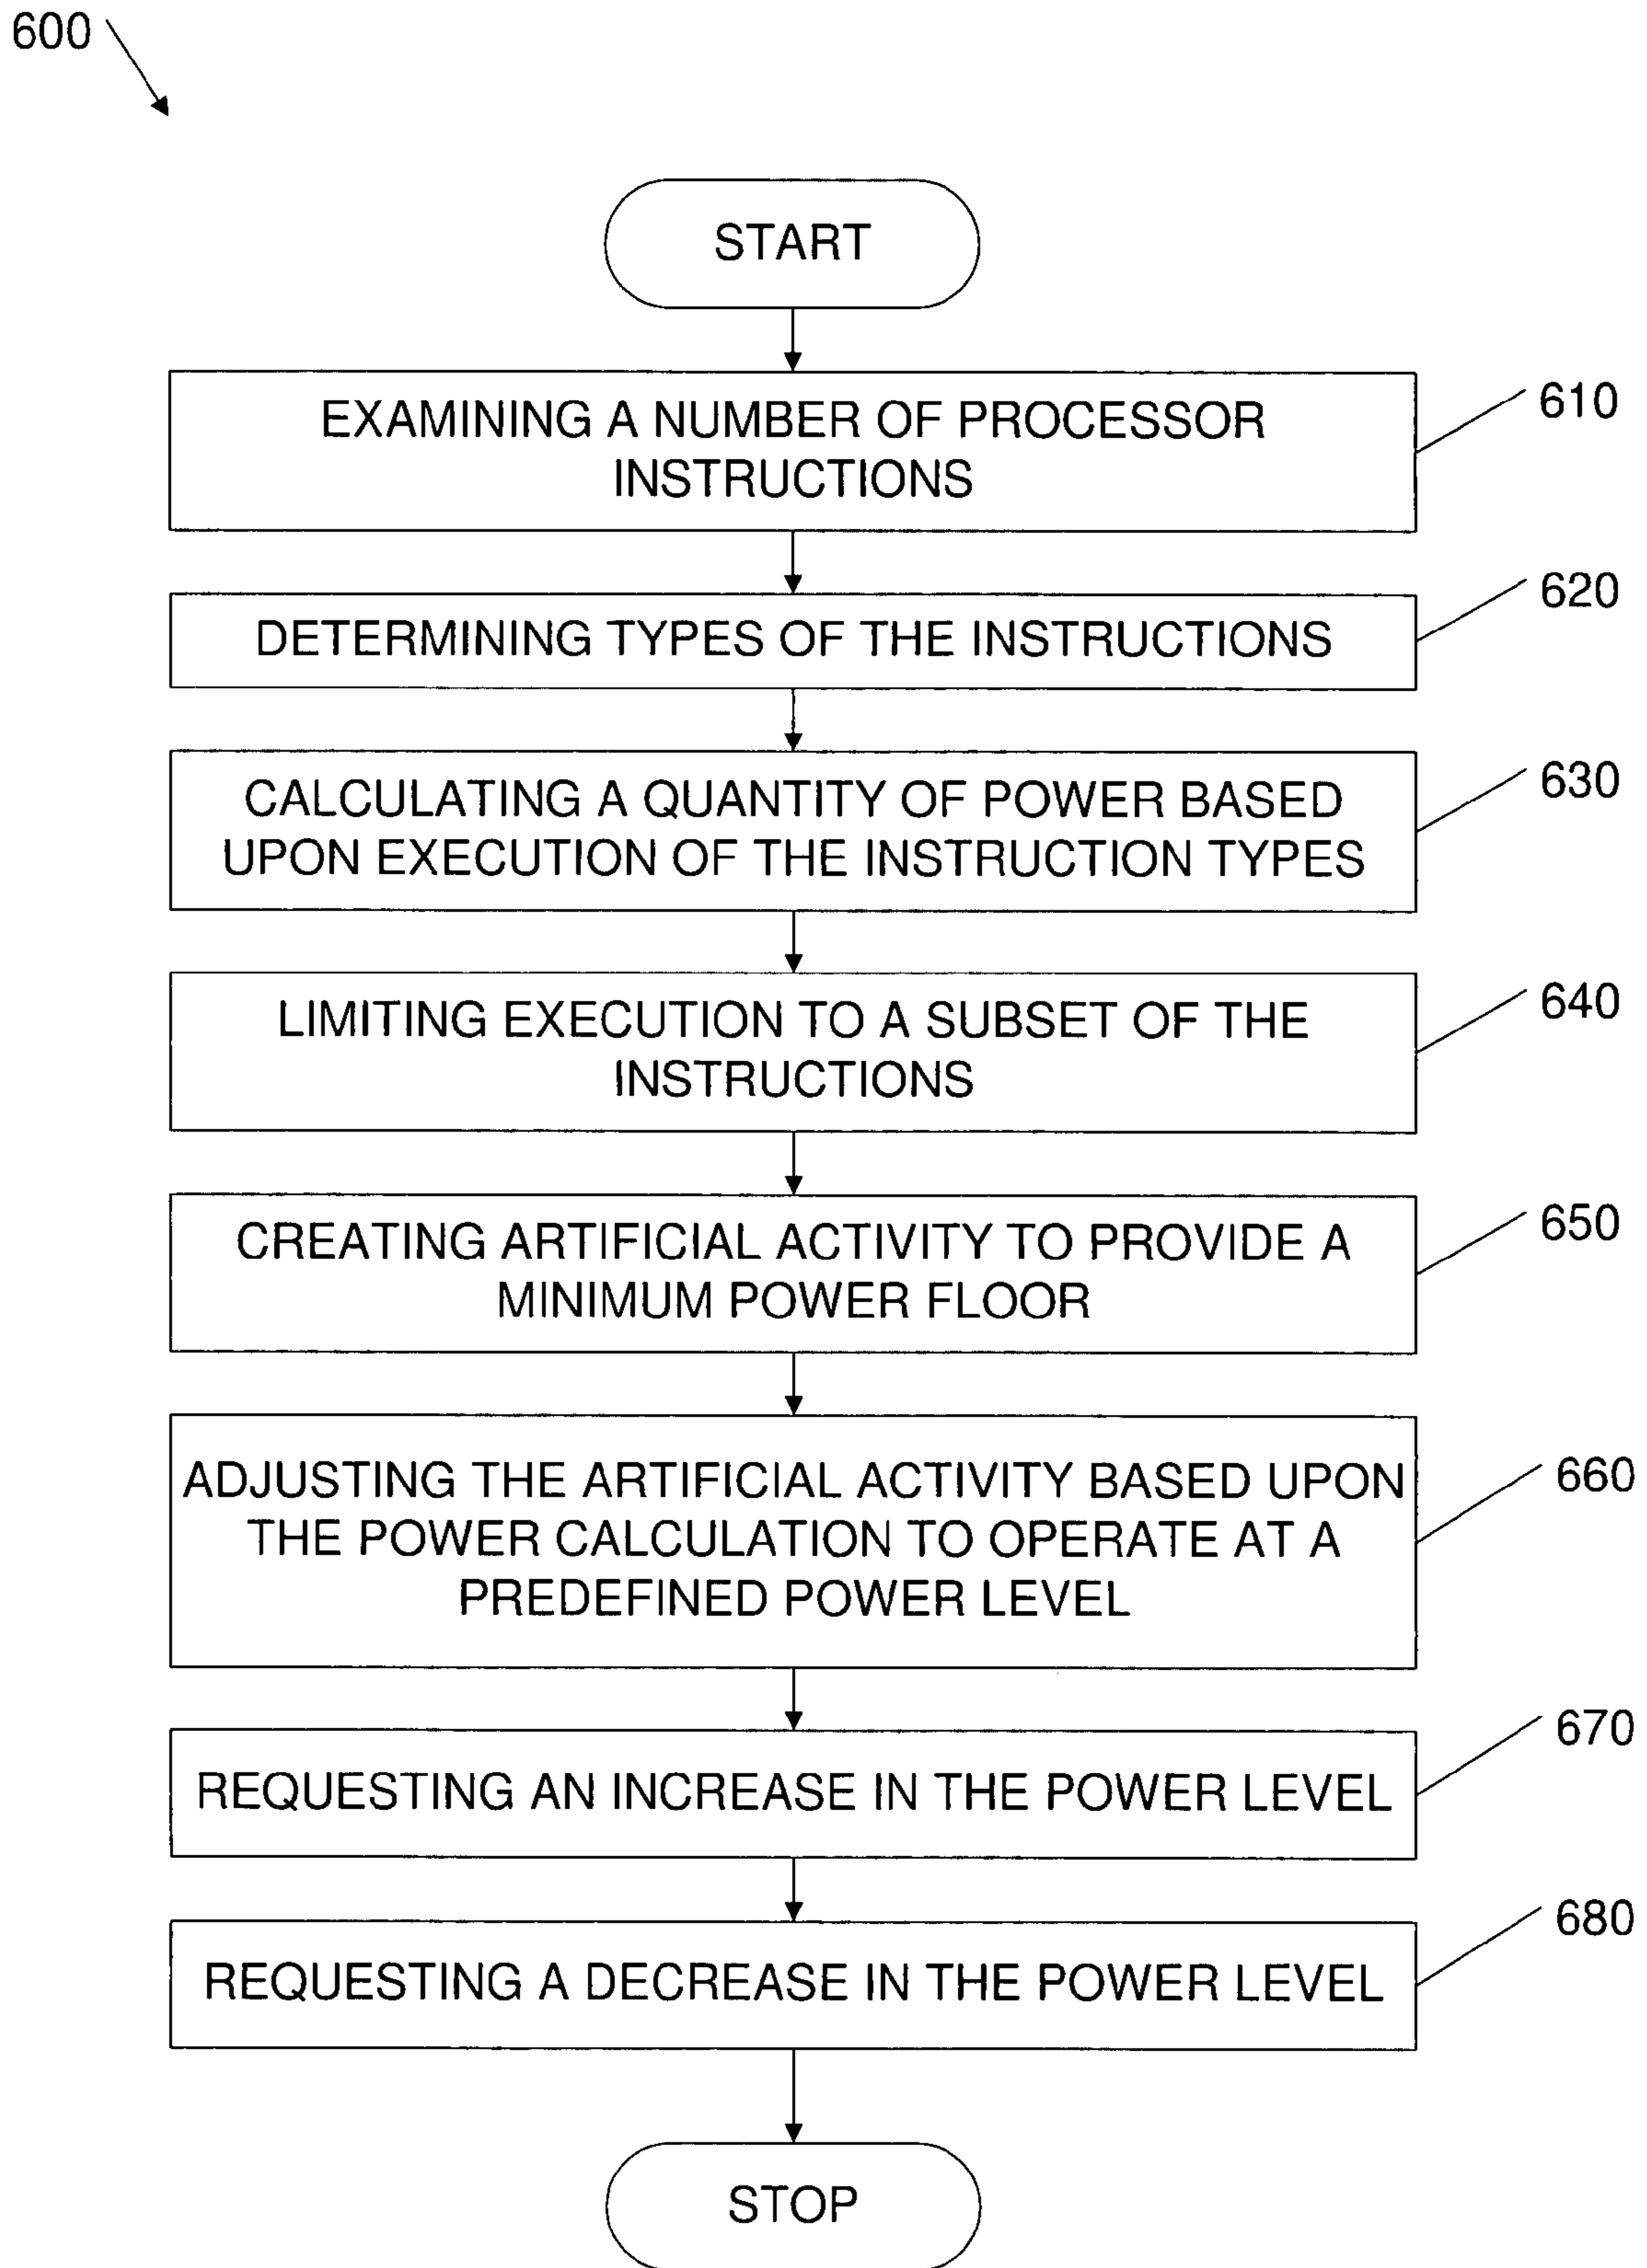 600
START
EXAMINING A NUMBER OF PROCESSOR
INSTRUCTIONS
610
DETERMINING TYPES OF THE INSTRUCTIONS
620
CALCULATING A QUANTITY OF POWER BASED
UPON EXECUTION OF THE INSTRUCTION TYPES
630
LIMITING EXECUTION TO A SUBSET OF THE
INSTRUCTIONS
640
CREATING ARTIFICIAL ACTIVITY TO PROVIDE A
MINIMUM POWER FLOOR
650
ADJUSTING THE ARTIFICIAL ACTIVITY BASED UPON
THE POWER CALCULATION TO OPERATE AT A
PREDEFINED POWER LEVEL
660
REQUESTING AN INCREASE IN THE POWER LEVEL
670
REQUESTING A DECREASE IN THE POWER LEVEL
680
STOP